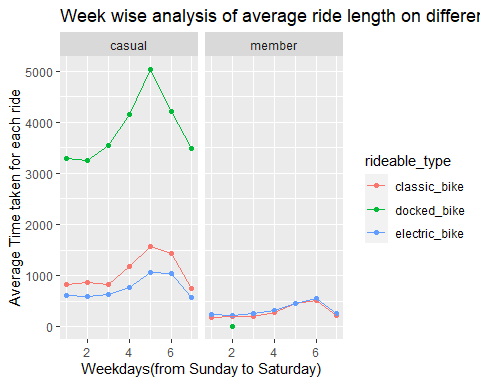 Week wise analysis of average ride length on differen
casual
member
5000
4000
3000
2000
1000
0
2
4
6
2
4
6
Average Time taken for each ride
Weekdays(from Sunday to Saturday)
rideable_type
classic_bike
docked_bike
electric_bike